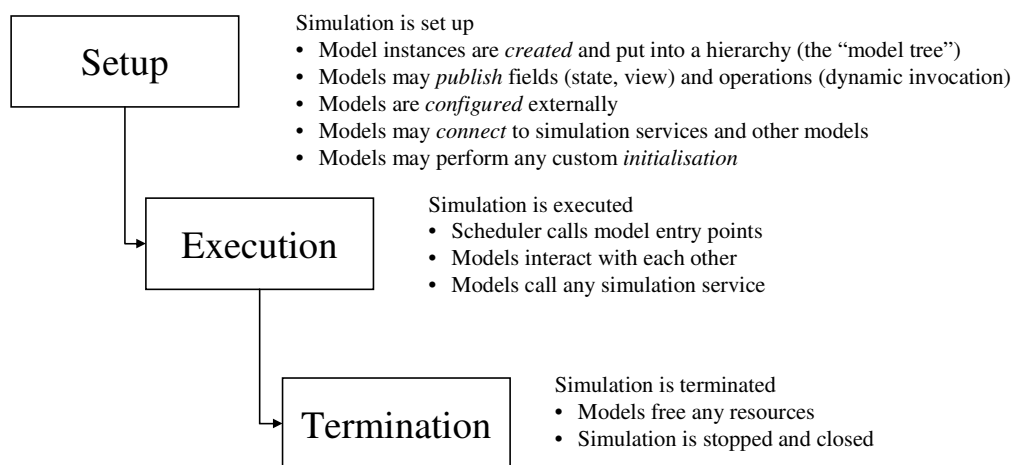 Setup
Simulation is set up
• Model instances are created and put into a hierarchy (the “model tree”)
• Models may publish fields (state, view) and operations (dynamic invocation)
• Models are configured externally
• Models may connect to simulation services and other models
• Models may perform any custom initialisation
Execution
Simulation is executed
• Scheduler calls model entry points
• Models interact with each other
• Models call any simulation service
Termination
Simulation is terminated
• Models free any resources
• Simulation is stopped and closed